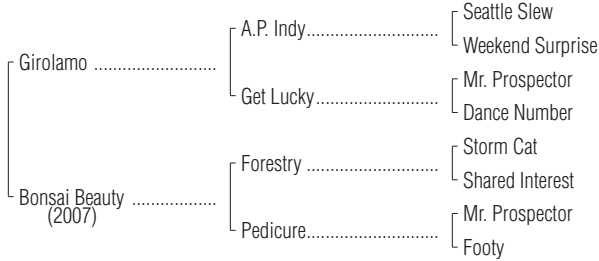 Seattle Slew
A.P. Indy
Weekend Surprise
Girolamo
Mr. Prospector
Get Lucky
Dance Number
Storm Cat
Forestry
Shared Interest
Bonsai Beauty
(2007)
Mr. Prospector
Pedicure
Footy